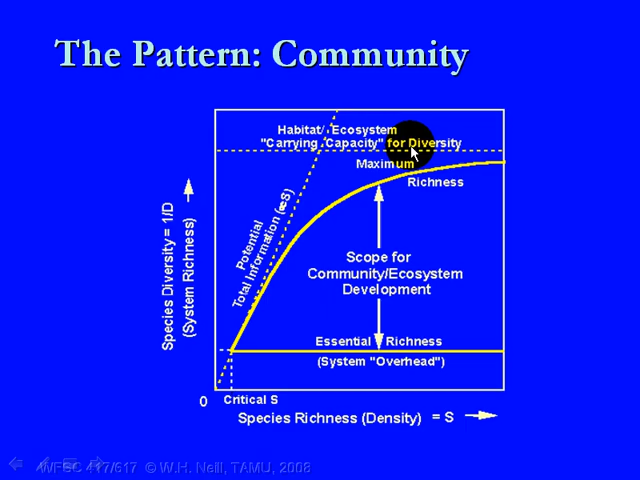 The Pattern: Community
Habitat/ Ecosystem
"Carrying Capacity" for Diversity
Maximum
Richness
Potential
Total Information (∝S)
Scope for
Community/Ecosystem
Development
Essential Richness
(System "Overhead")
Species Diversity = 1/D
(System Richness)
0
Critical S
Species Richness (Density) = S
WFSC 417/617 © W.H. Neill, TAMU, 2008